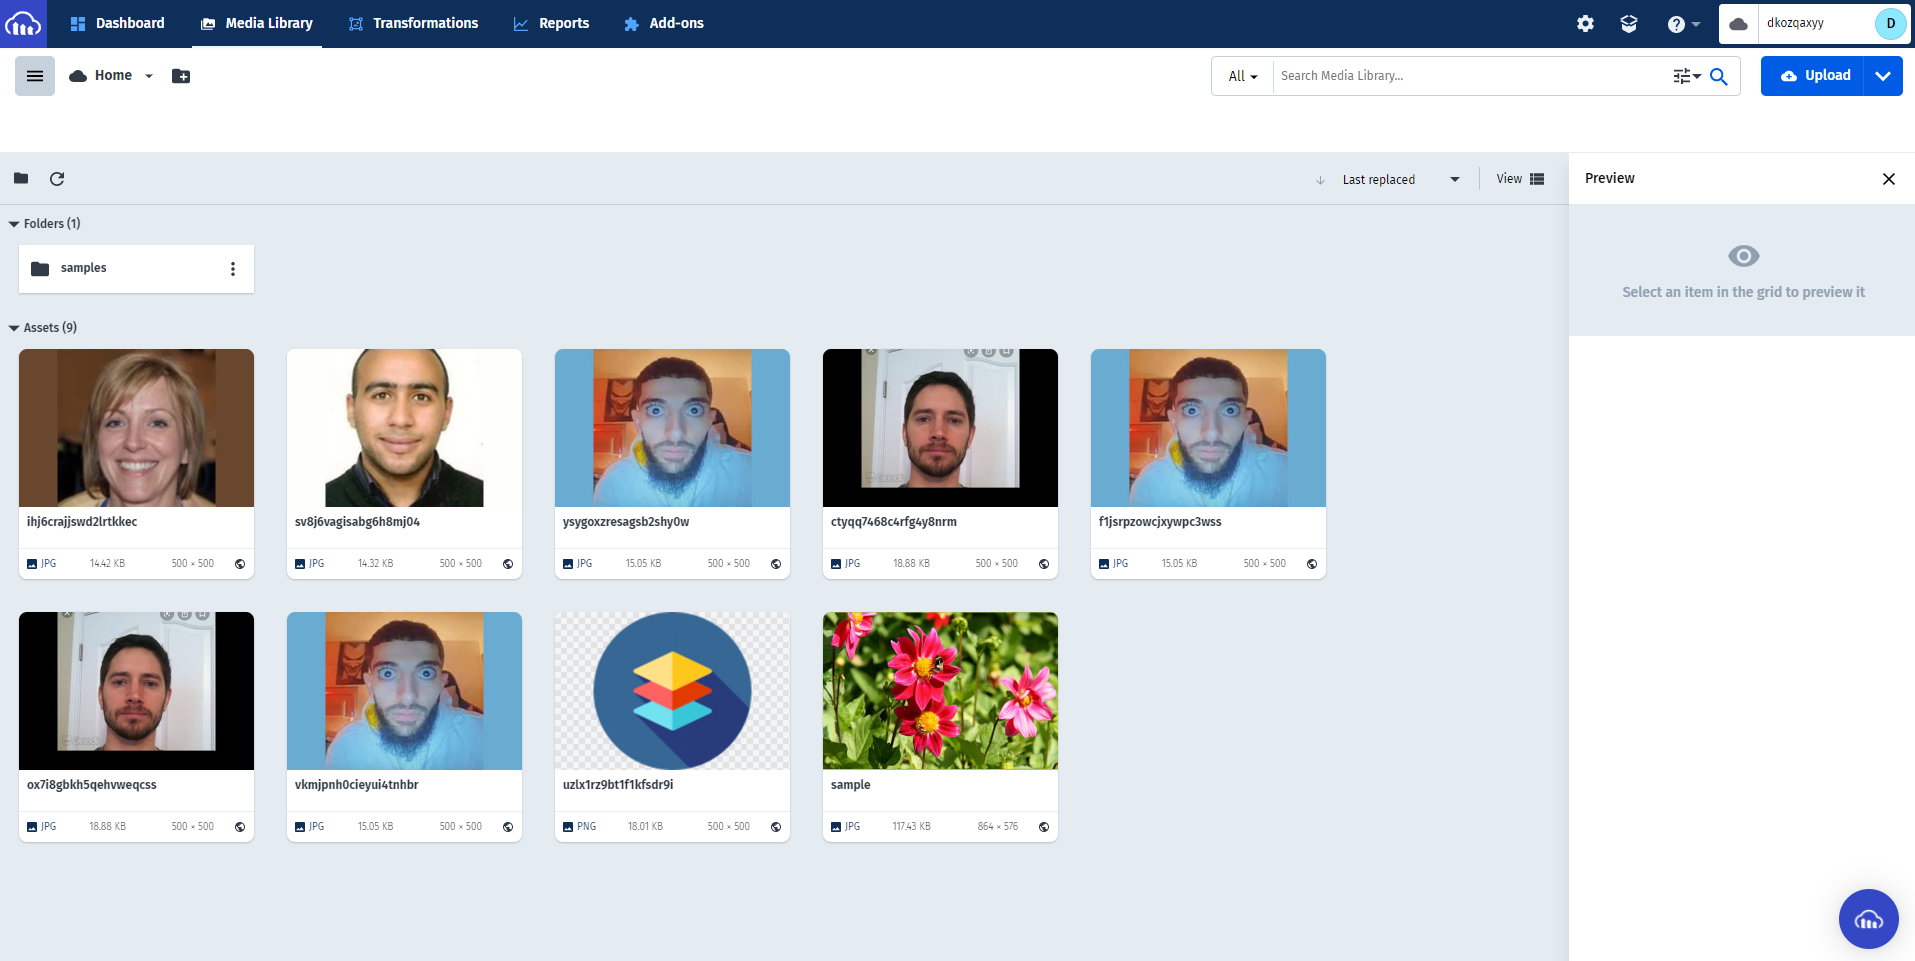 Dashboard
Media Library
Transformations
Reports
Add-ons
dkozqaxyy
D
Home
All
Search Media Library...
Upload
Last replaced
View
Preview
Folders (1)
samples
Select an item in the grid to preview it
Assets (9)
ihj6crajjswd2lrtkkec
sv8j6vagisabg6h8mj04
ysygoxzresagsb2shy0w
ctyqq7468c4rfg4y8nrm
f1jsrpzowcjxywpc3wss
JPG 14.42 KB 500 × 500
JPG 14.32 KB 500 × 500
JPG 15.05 KB 500 × 500
JPG 18.88 KB 500 × 500
JPG 15.05 KB 500 × 500
ox7i8gbkh5qehvweqcss
vkmjpnh0cieyui4tnhbr
uzlx1rz9bt1f1kfsdr9i
sample
JPG 18.88 KB 500 × 500
JPG 15.05 KB 500 × 500
PNG 18.01 KB 500 × 500
JPG 117.43 KB 864 × 576